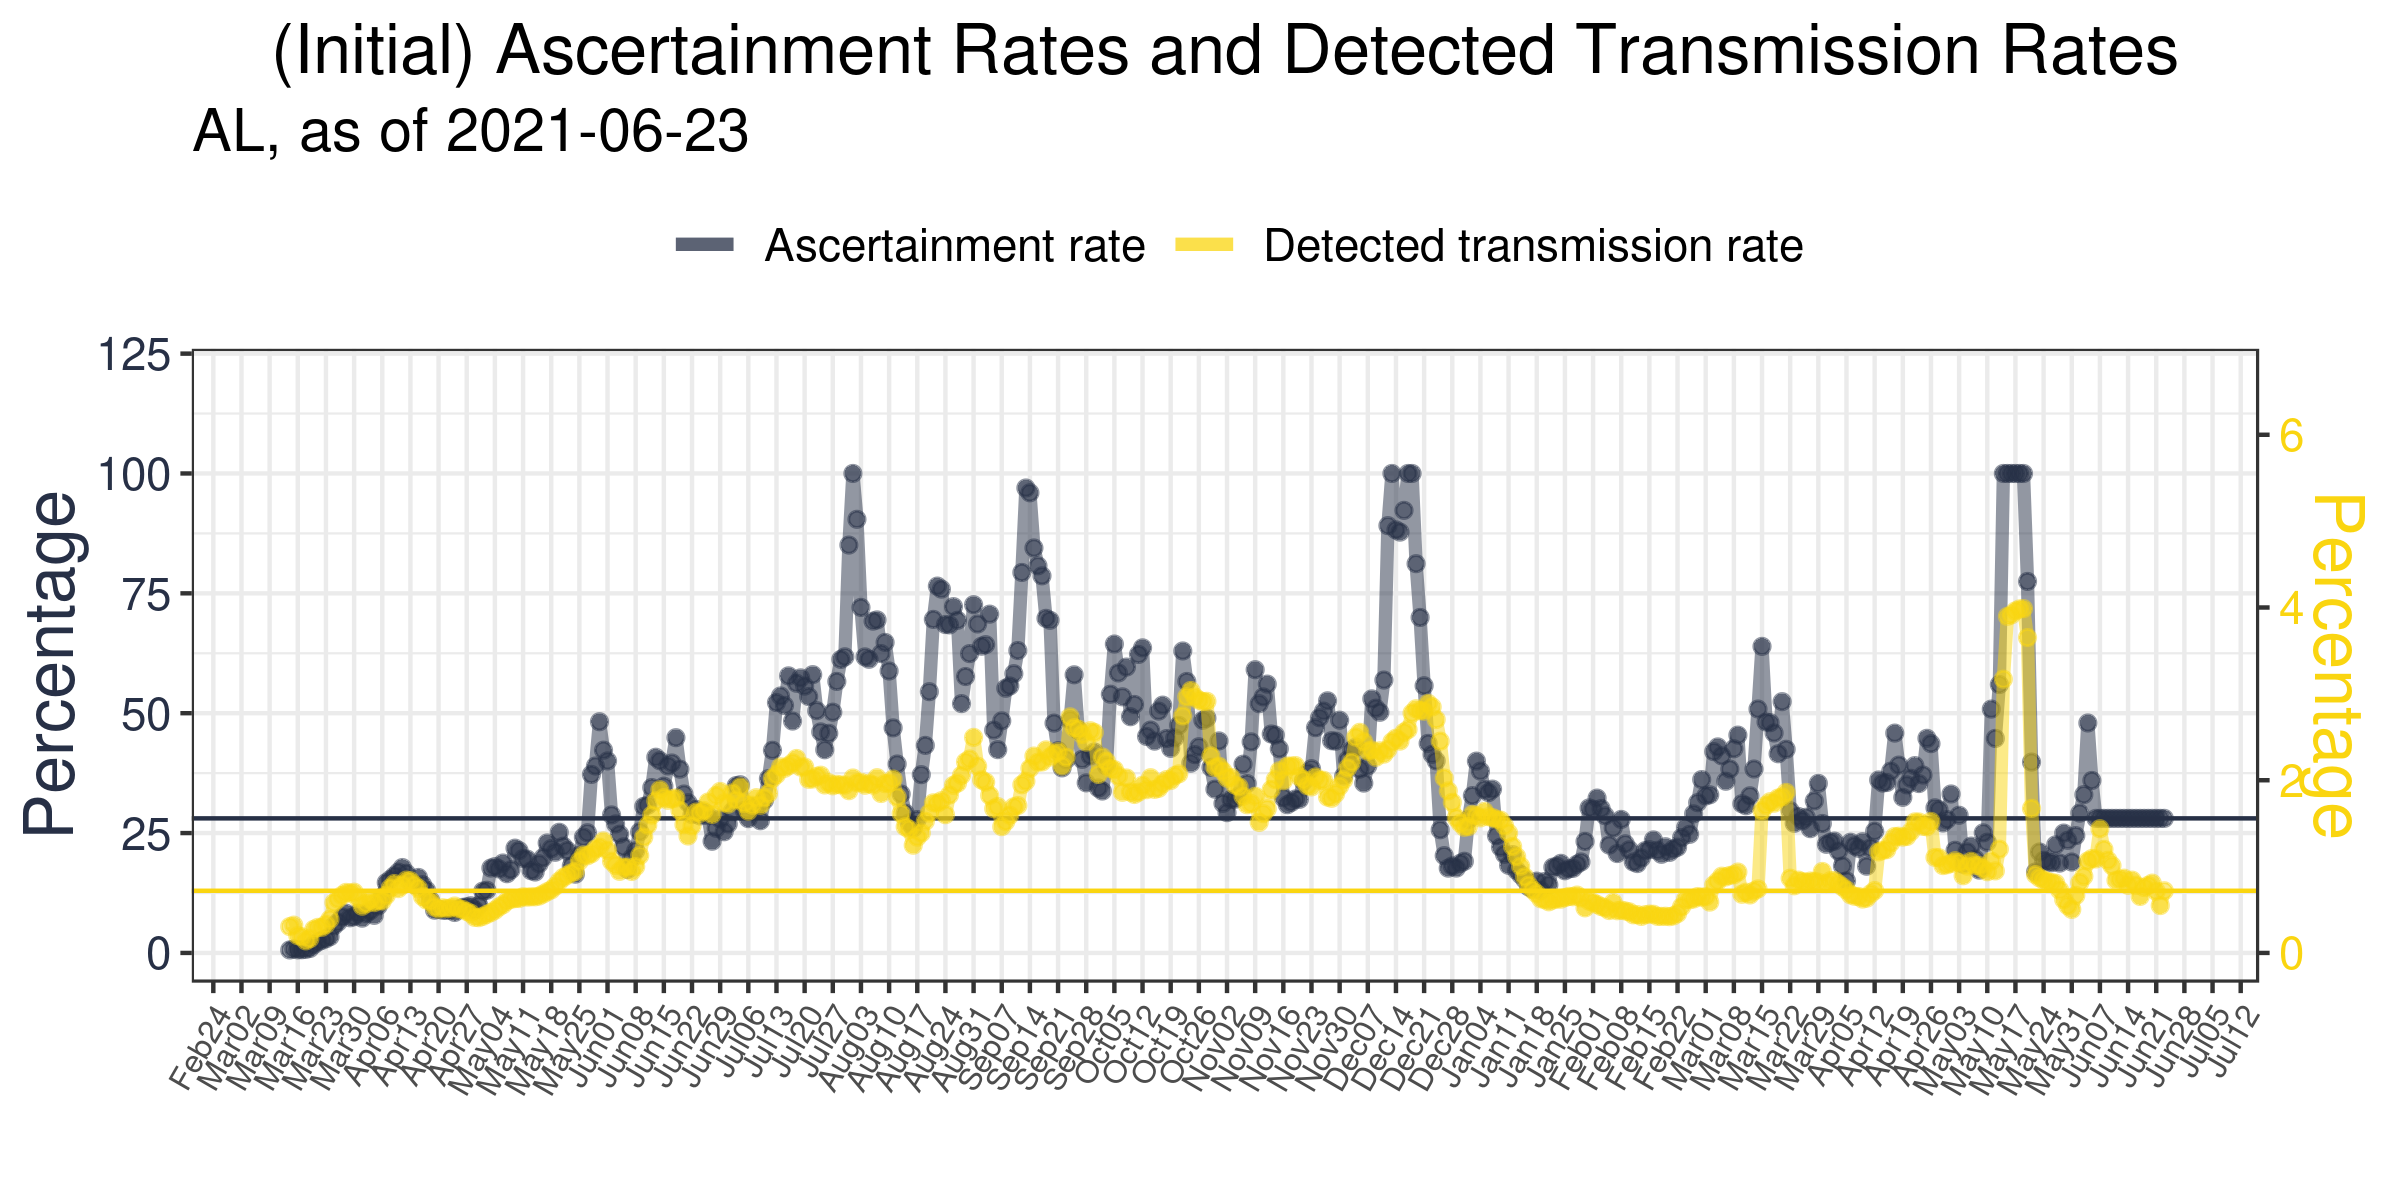 (Initial) Ascertainment Rates and Detected Transmission Rates
AL, as of 2021-06-23
Ascertainment rate
Detected transmission rate
Percentage
125
100
75
50
25
0
6
4
2
0
Percentage
Feb24
Mar02
Mar09
Mar16
Mar23
Mar30
Apr06
Apr13
Apr20
Apr27
May04
May11
May18
May25
Jun01
Jun08
Jun15
Jun22
Jun29
Jul06
Jul13
Jul20
Jul27
Aug03
Aug10
Aug17
Aug24
Aug31
Sep07
Sep14
Sep21
Sep28
Oct05
Oct12
Oct19
Oct26
Nov02
Nov09
Nov16
Nov23
Nov30
Dec07
Dec14
Dec21
Dec28
Jan04
Jan11
Jan18
Jan25
Feb01
Feb08
Feb15
Feb22
Mar01
Mar08
Mar15
Mar22
Mar29
Apr05
Apr12
Apr19
Apr26
May03
May10
May17
May24
May31
Jun07
Jun14
Jun21
Jun28
Jul05
Jul12